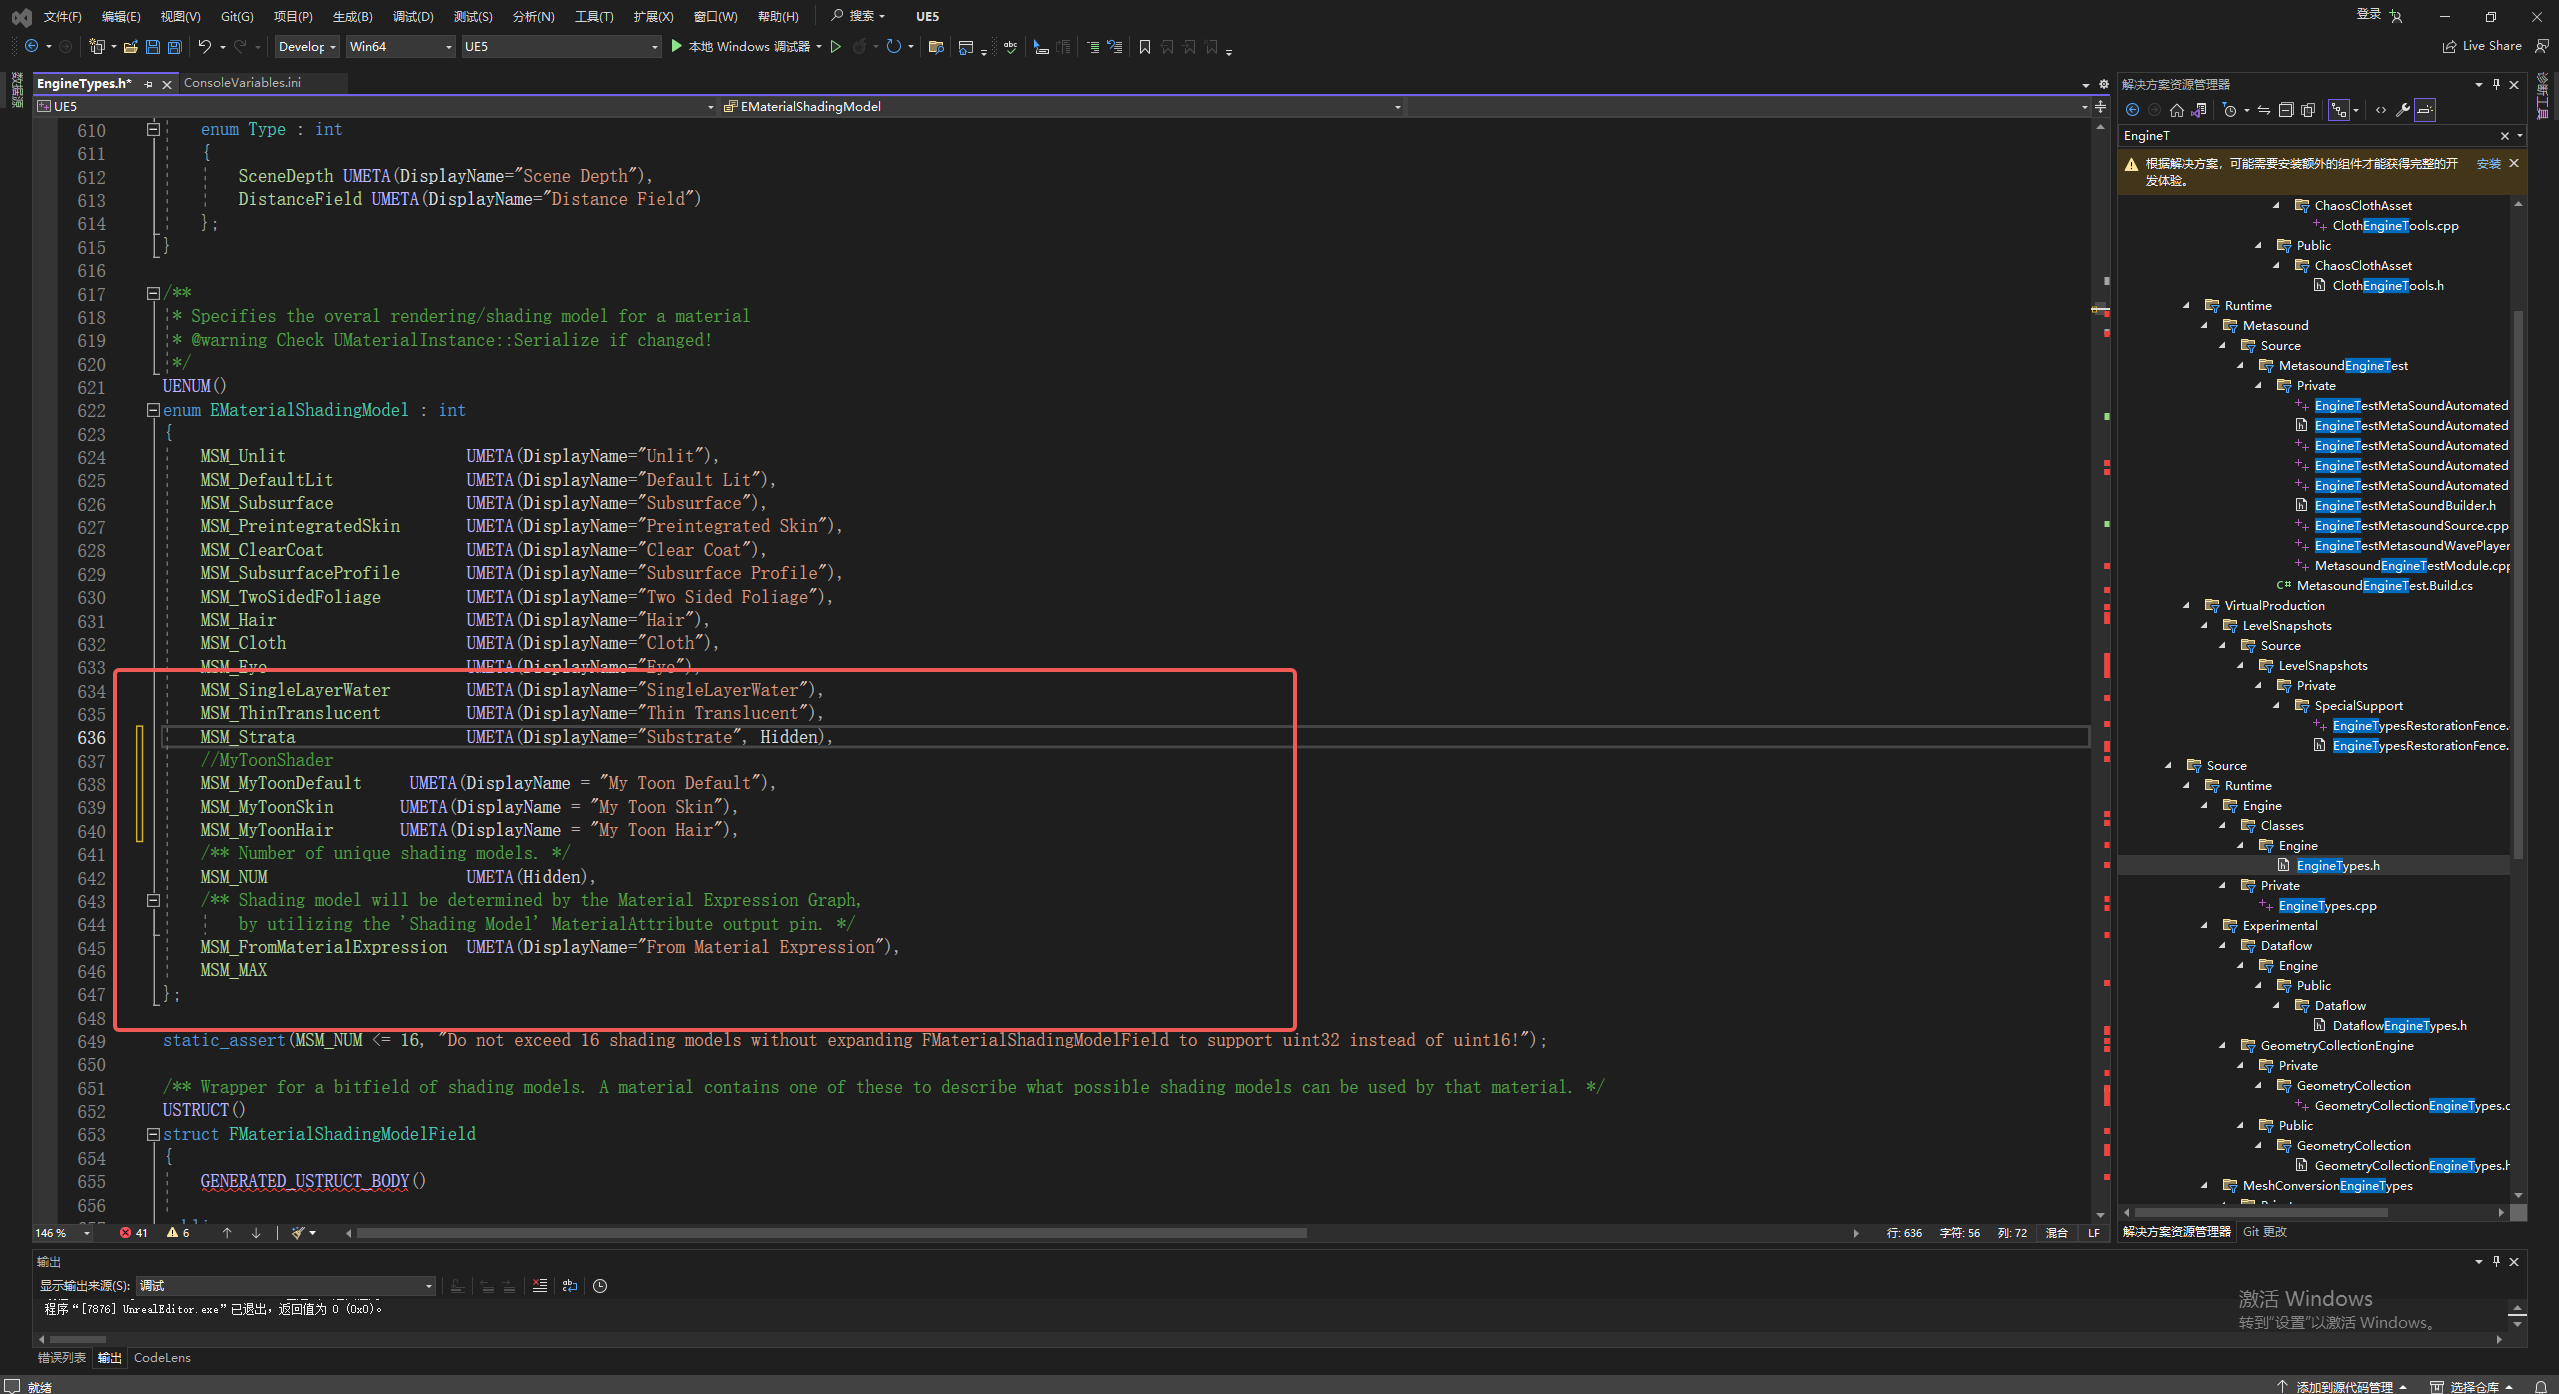 文件(F) 编辑(E) 视图(V) Git(G) 项目(P) 生成(B) 调试(D) 测试(S) 分析(N) 工具(T) 扩展(X) 窗口(W) 帮助(H) 搜索 UE5 登录
Develop Win64 UE5 本地 Windows 调试器 Live Share
数据源
EngineTypes.h* ConsoleVariables.ini
UE5 EMaterialShadingModel
610 enum Type : int
611 {
612 SceneDepth UMETA(DisplayName="Scene Depth"),
613 DistanceField UMETA(DisplayName="Distance Field")
614 };
615 }
616
617 /**
618 * Specifies the overal rendering/shading model for a material
619 * @warning Check UMaterialInstance::Serialize if changed!
620 */
621 UENUM()
622 enum EMaterialShadingModel : int
623 {
624 MSM_Unlit UMETA(DisplayName="Unlit"),
625 MSM_DefaultLit UMETA(DisplayName="Default Lit"),
626 MSM_Subsurface UMETA(DisplayName="Subsurface"),
627 MSM_PreintegratedSkin UMETA(DisplayName="Preintegrated Skin"),
628 MSM_ClearCoat UMETA(DisplayName="Clear Coat"),
629 MSM_SubsurfaceProfile UMETA(DisplayName="Subsurface Profile"),
630 MSM_TwoSidedFoliage UMETA(DisplayName="Two Sided Foliage"),
631 MSM_Hair UMETA(DisplayName="Hair"),
632 MSM_Cloth UMETA(DisplayName="Cloth"),
633 MSM_Eye UMETA(DisplayName="Eye"),
634 MSM_SingleLayerWater UMETA(DisplayName="SingleLayerWater"),
635 MSM_ThinTranslucent UMETA(DisplayName="Thin Translucent"),
636 MSM_Strata UMETA(DisplayName="Substrate", Hidden),
637 //MyToonShader
638 MSM_MyToonDefault UMETA(DisplayName = "My Toon Default"),
639 MSM_MyToonSkin UMETA(DisplayName = "My Toon Skin"),
640 MSM_MyToonHair UMETA(DisplayName = "My Toon Hair"),
641 /** Number of unique shading models. */
642 MSM_NUM UMETA(Hidden),
643 /** Shading model will be determined by the Material Expression Graph,
644 by utilizing the 'Shading Model' MaterialAttribute output pin. */
645 MSM_FromMaterialExpression UMETA(DisplayName="From Material Expression"),
646 MSM_MAX
647 };
648
649 static_assert(MSM_NUM <= 16, "Do not exceed 16 shading models without expanding FMaterialShadingModelField to support uint32 instead of uint16!");
650
651 /** Wrapper for a bitfield of shading models. A material contains one of these to describe what possible shading models can be used by that material. */
652 USTRUCT()
653 struct FMaterialShadingModelField
654 {
655 GENERATED_USTRUCT_BODY()
656
146 % 41 6 行: 636 字符: 56 列: 72 混合 LF
输出
显示输出来源(S): 调试
程序“[7876] UnrealEditor.exe”已退出，返回值为 0 (0x0)。
错误列表 输出 CodeLens
就绪
解决方案资源管理器
诊断工具
EngineT
根据解决方案，可能需要安装额外的组件才能获得完整的开 安装
发体验。
ChaosClothAsset
ClothEngineTools.cpp
Public
ChaosClothAsset
ClothEngineTools.h
Runtime
Metasound
Source
MetasoundEngineTest
Private
EngineTestMetaSoundAutomated
EngineTestMetaSoundAutomated
EngineTestMetaSoundAutomated
EngineTestMetaSoundAutomated
EngineTestMetaSoundAutomated
EngineTestMetaSoundBuilder.h
EngineTestMetasoundSource.cpp
EngineTestMetasoundWavePlayer
MetasoundEngineTestModule.cpp
C# MetasoundEngineTest.Build.cs
VirtualProduction
LevelSnapshots
Source
LevelSnapshots
Private
SpecialSupport
EngineTypesRestorationFence.
EngineTypesRestorationFence.
Source
Runtime
Engine
Classes
Engine
EngineTypes.h
Private
EngineTypes.cpp
Experimental
Dataflow
Engine
Public
Dataflow
DataflowEngineTypes.h
GeometryCollectionEngine
Private
GeometryCollection
GeometryCollectionEngineTypes.c
Public
GeometryCollection
GeometryCollectionEngineTypes.h
MeshConversionEngineTypes
解决方案资源管理器 Git 更改
激活 Windows
转到“设置”以激活 Windows。
添加到源代码管理 选择仓库